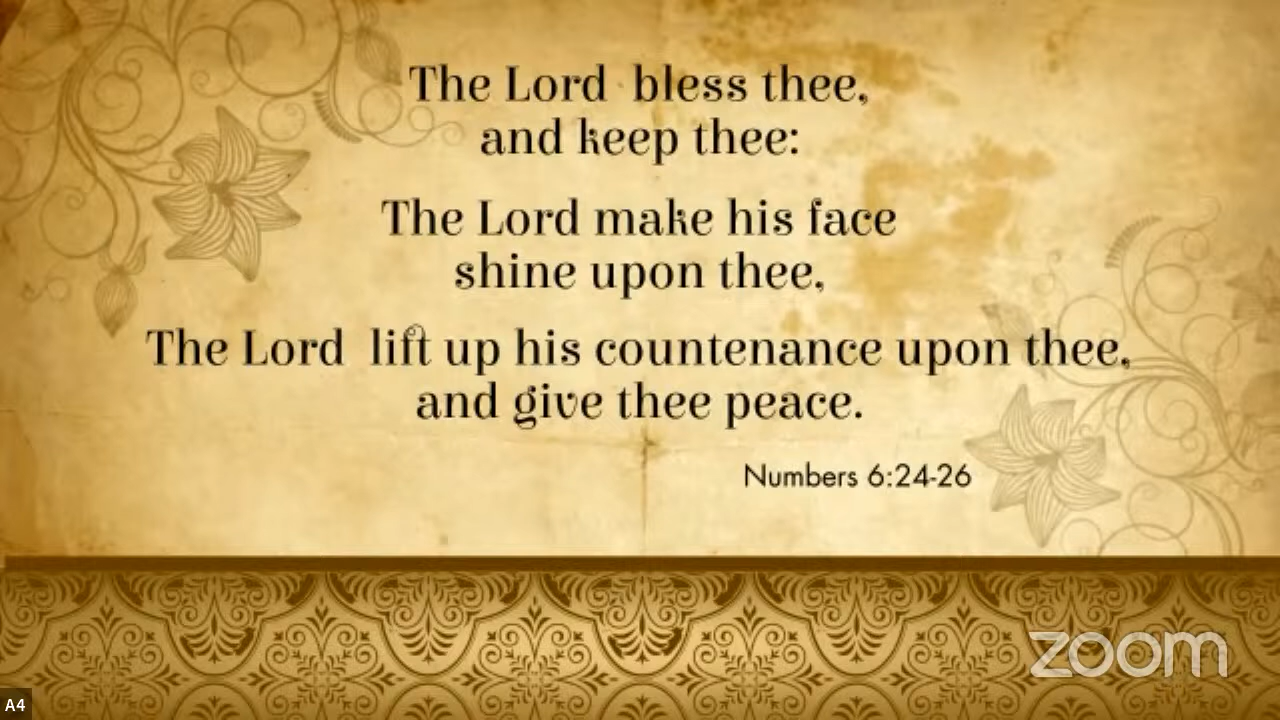 The Lord bless thee,
and keep thee:
The Lord make his face
shine upon thee,
The Lord lift up his countenance upon thee,
and give thee peace.
Numbers 6:24-26
zoom
A4